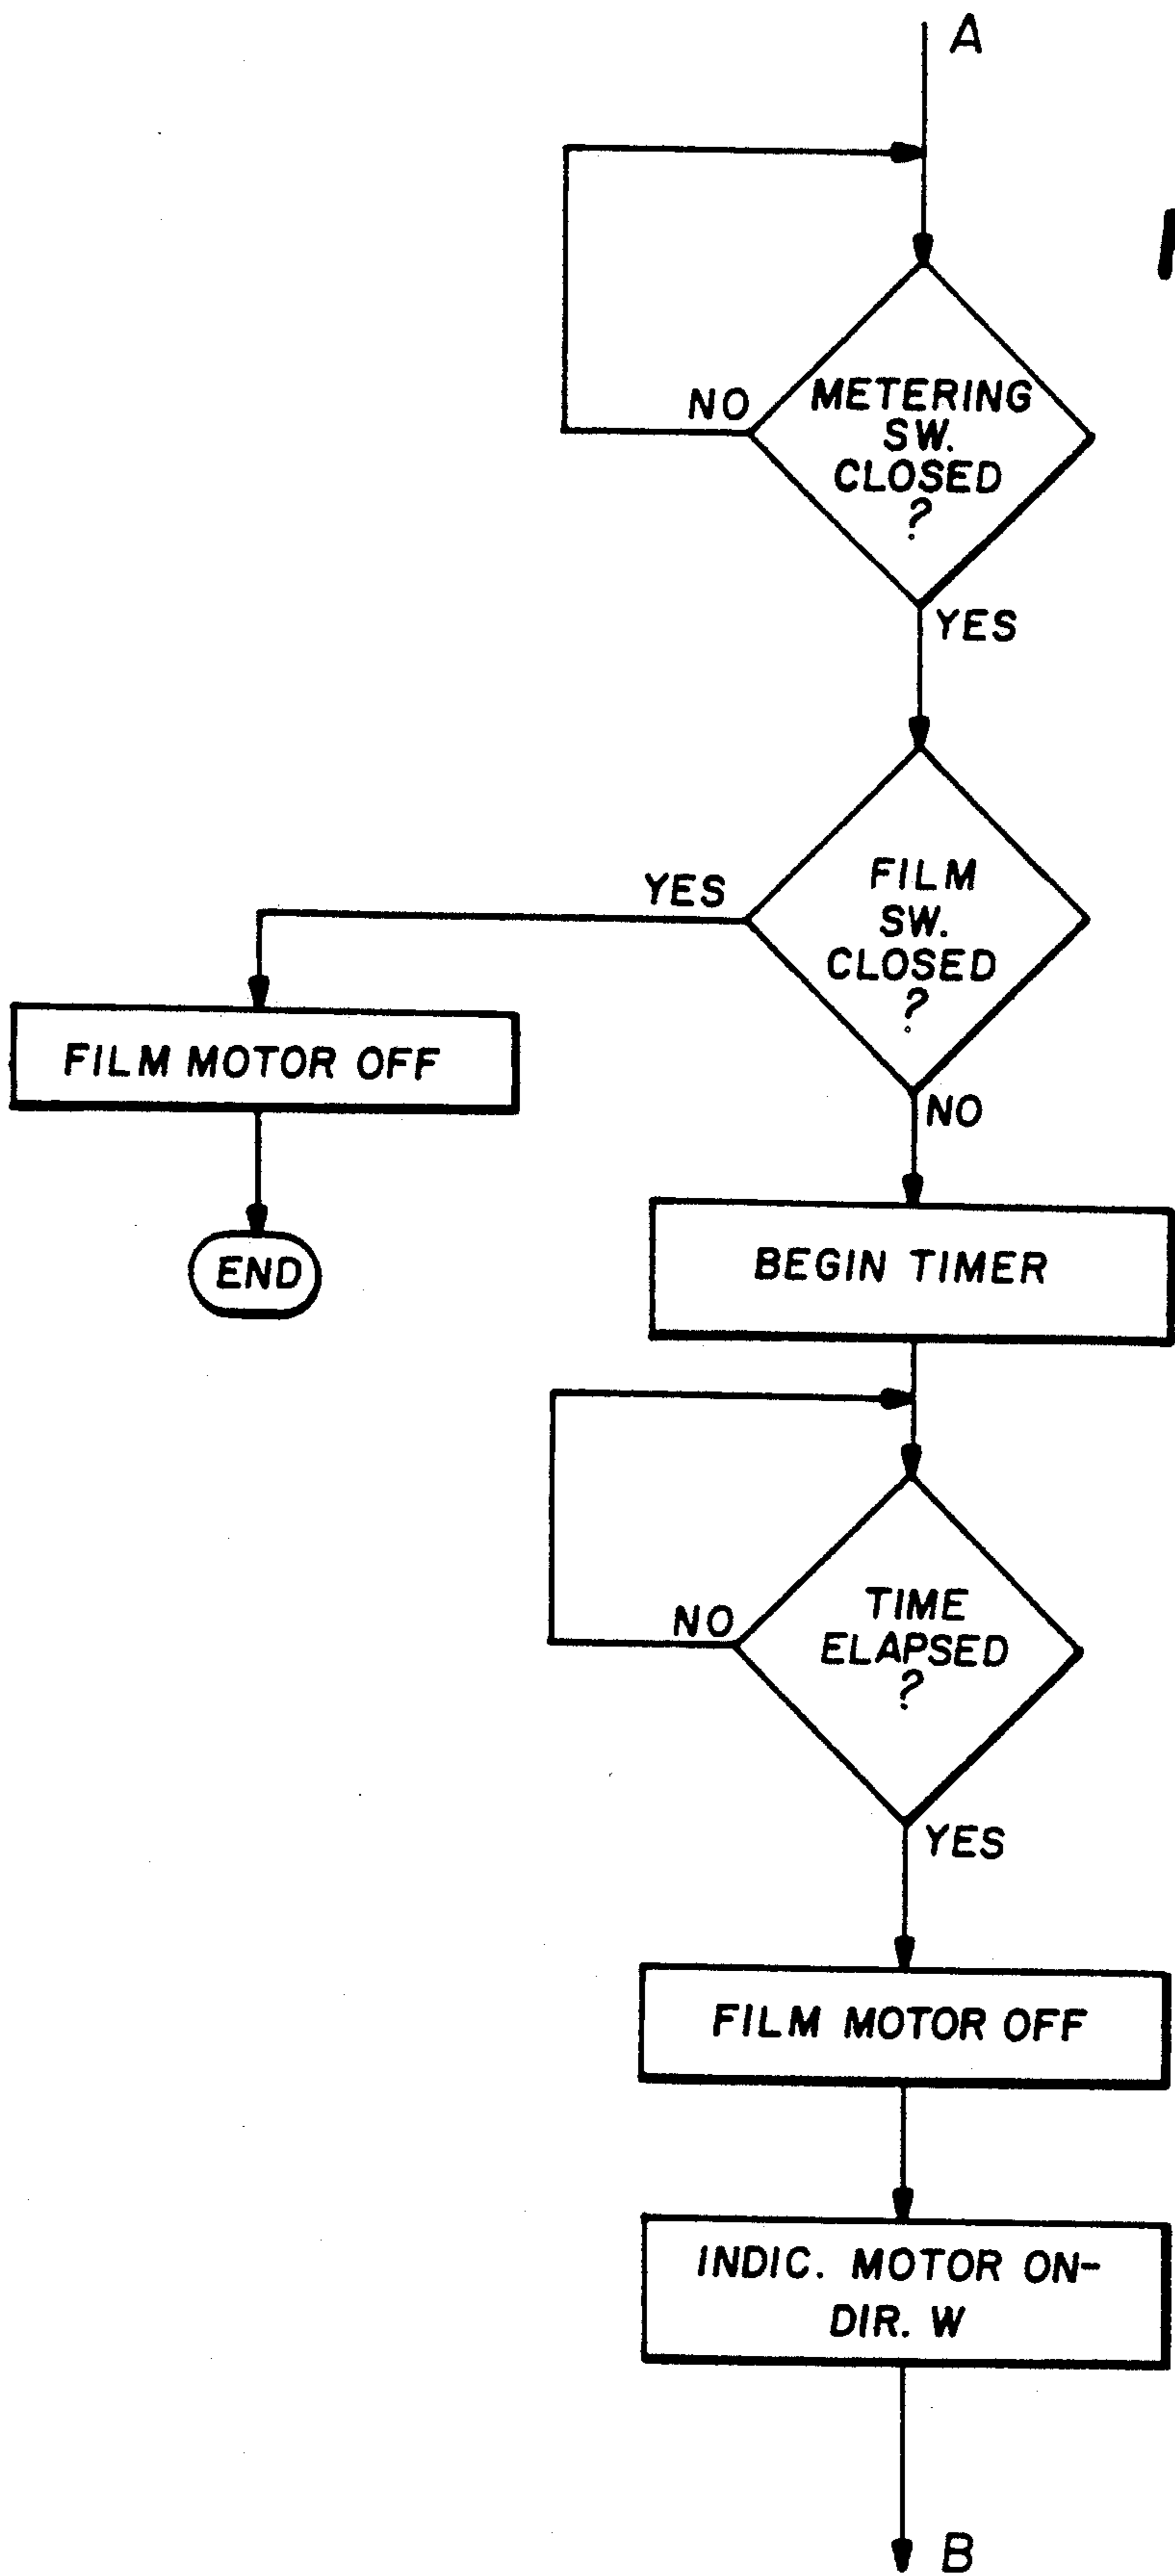 A
NO
METERING
SW.
CLOSED
?
YES
YES
FILM
SW.
CLOSED
?
FILM MOTOR OFF
NO
END
BEGIN TIMER
NO
TIME
ELAPSED
?
YES
FILM MOTOR OFF
INDIC. MOTOR ON-
DIR. W
B